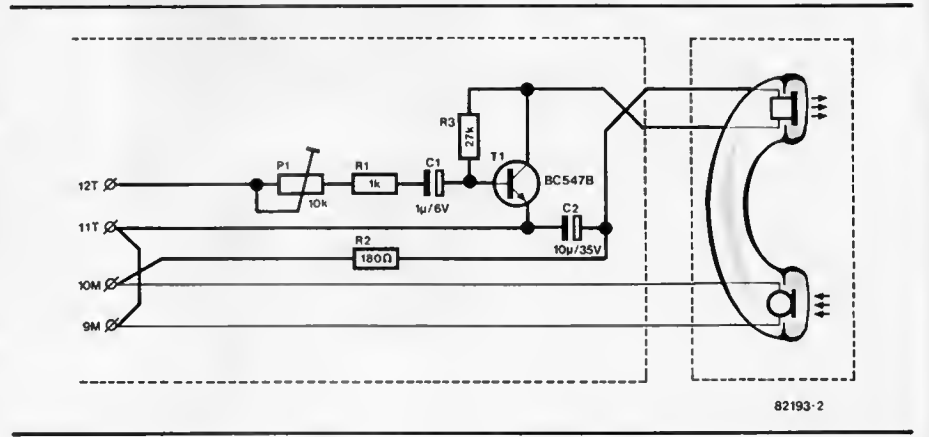 R3
27k
T1
BC547B
P1
10k
R1
1k
C1
1µ/6V
C2
10µ/35V
R2
180Ω
12T
11T
10M
9M
82193-2